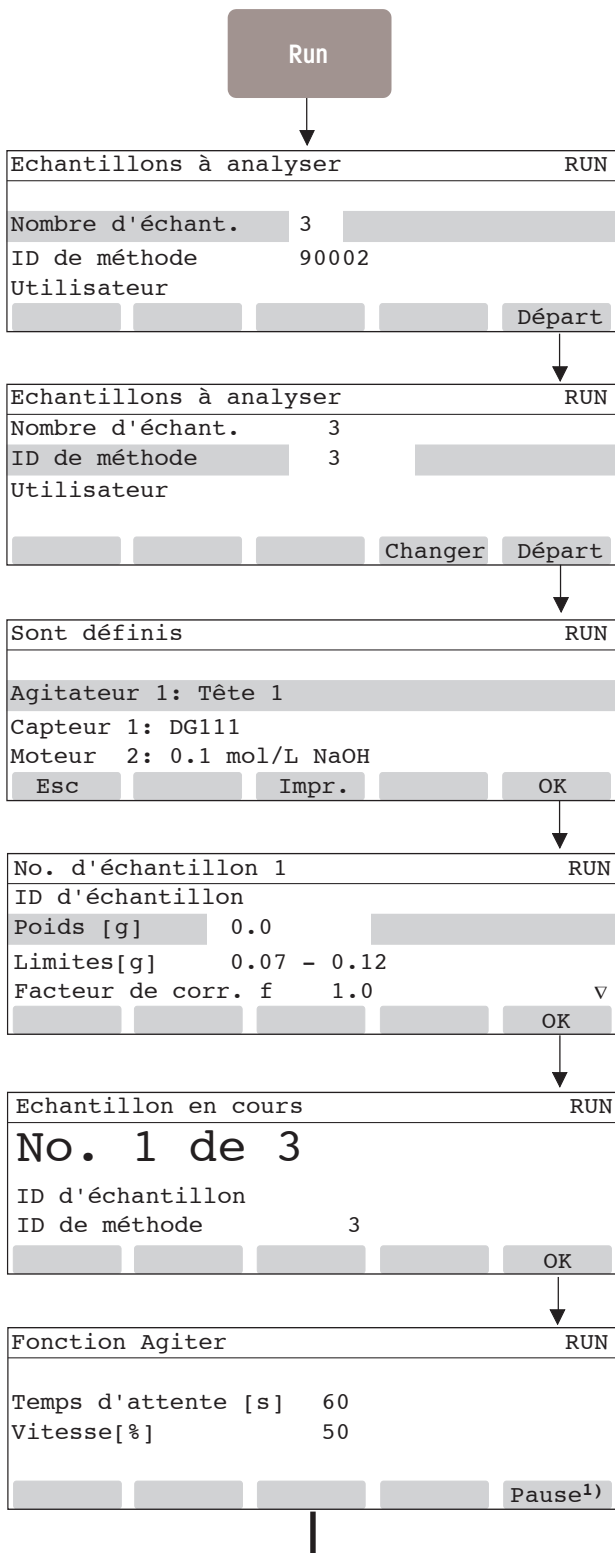 Run
Echantillons à analyser RUN
Nombre d'échant. 3
ID de méthode 90002
Utilisateur
Départ
Echantillons à analyser RUN
Nombre d'échant. 3
ID de méthode 3
Utilisateur
Changer Départ
Sont définis RUN
Agitateur 1: Tête 1
Capteur 1: DG111
Moteur 2: 0.1 mol/L NaOH
Esc Impr. OK
No. d'échantillon 1 RUN
ID d'échantillon
Poids [g] 0.0
Limites[g] 0.07 - 0.12
Facteur de corr. f 1.0 ∇
OK
Echantillon en cours RUN
No. 1 de 3
ID d'échantillon
ID de méthode 3
OK
Fonction Agiter RUN
Temps d'attente [s] 60
Vitesse[%] 50
Pause1)